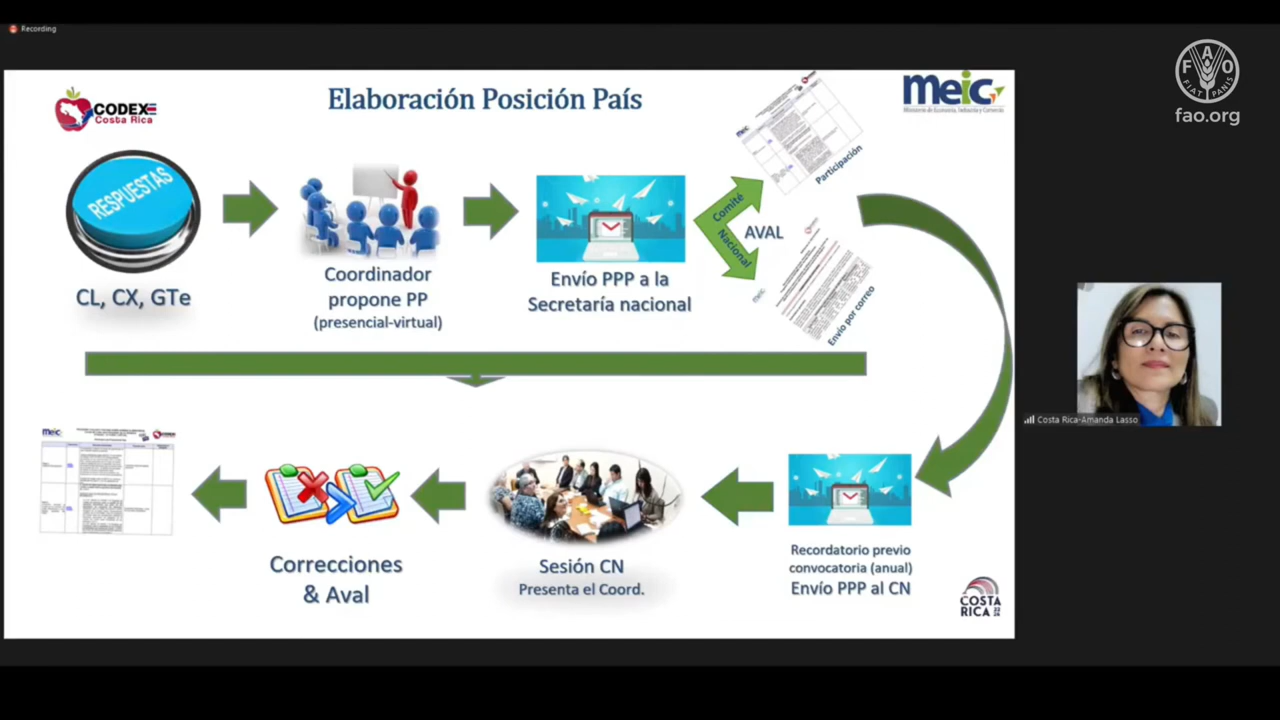 Recording
FAO
FIAT PANIS
fao.org
CODEX
Costa Rica
Elaboración Posición País
meic
Ministerio de Economía, Industria y Comercio
RESPUESTAS
CL, CX, GTe
Coordinador
propone PP
(presencial-virtual)
Envío PPP a la
Secretaría nacional
Comité
Nacional
AVAL
Participación
Envío por correo
Costa Rica-Amanda Lasso
meic
Correcciones
& Aval
Sesión CN
Presenta el Coord.
Recordatorio previo
convocatoria (anual)
Envío PPP al CN
COSTA
RICA